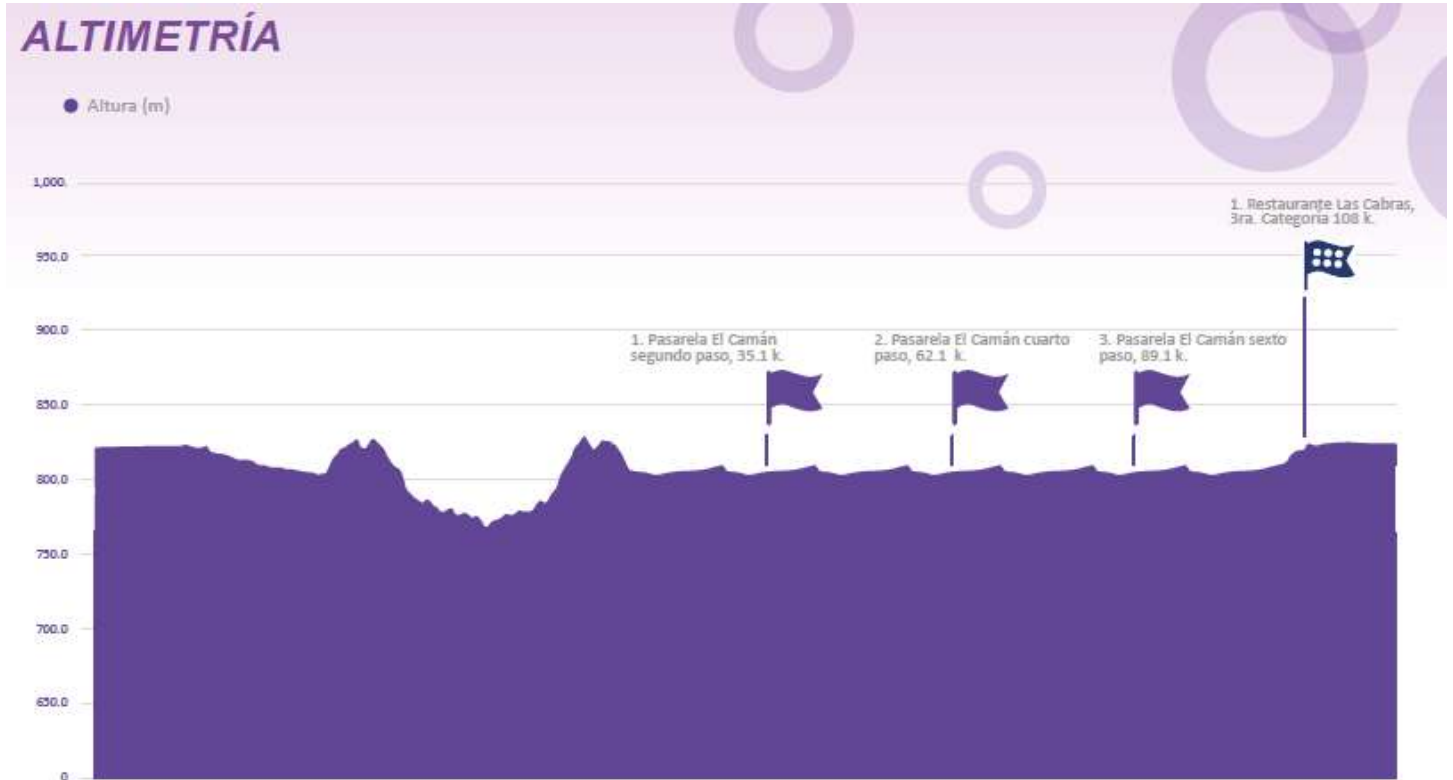 ALTIMETRÍA
Altura (m)
1,000.
1. Restaurante Las Cabras,
3ra. Categoría 108 k.
950.0
900.0
1. Pasarela El Camán
segundo paso, 35.1 k.
2. Pasarela El Camán cuarto
paso, 62.1 k.
3. Pasarela El Camán sexto
paso, 89.1 k.
850.0
800.0
750.0
700.0
650.0
0